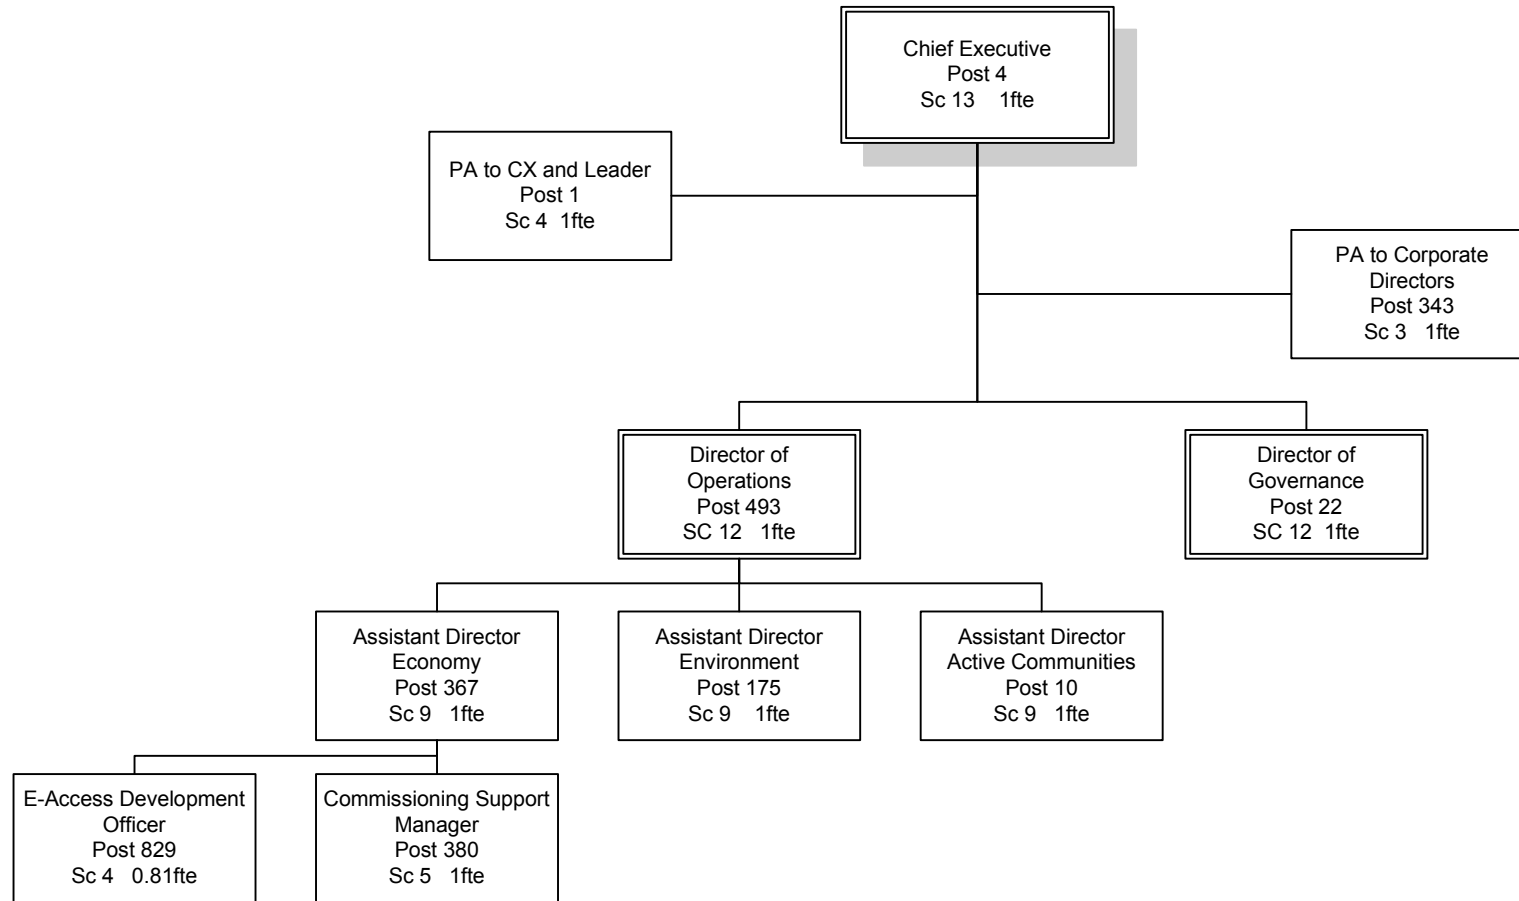 Chief Executive
Post 4
Sc 13 1fte
PA to CX and Leader
Post 1
Sc 4 1fte
PA to Corporate
Directors
Post 343
Sc 3 1fte
Director of
Operations
Post 493
SC 12 1fte
Director of
Governance
Post 22
SC 12 1fte
Assistant Director
Economy
Post 367
Sc 9 1fte
Assistant Director
Environment
Post 175
Sc 9 1fte
Assistant Director
Active Communities
Post 10
Sc 9 1fte
E-Access Development
Officer
Post 829
Sc 4 0.81fte
Commissioning Support
Manager
Post 380
Sc 5 1fte